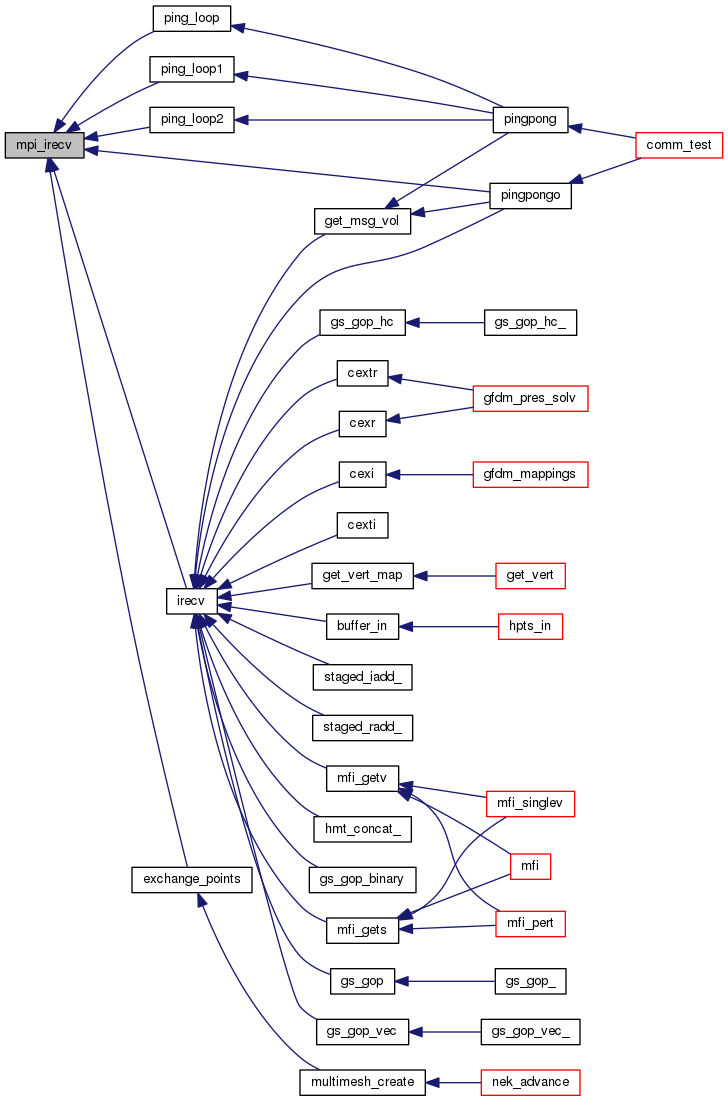 ping_loop
ping_loop1
ping_loop2
pingpong
mpi_irecv
comm_test
pingpongo
get_msg_vol
gs_gop_hc
gs_gop_hc_
cextr
gfdm_pres_solv
cexr
cexi
gfdm_mappings
cexti
get_vert_map
get_vert
irecv
buffer_in
hpts_in
staged_iadd_
staged_radd_
mfi_getv
mfi_singlev
hmt_concat_
mfi
exchange_points
gs_gop_binary
mfi_gets
mfi_pert
gs_gop
gs_gop_
gs_gop_vec
gs_gop_vec_
multimesh_create
nek_advance